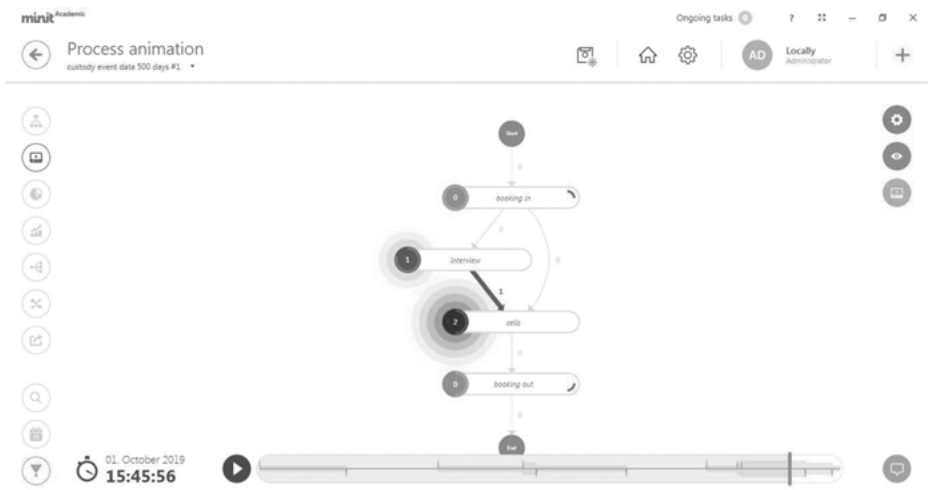 minit Academic
Ongoing tasks 0 ?
Process animation
custody event data 500 days #1
AD Locally
Administrator
Start
0
0 booking in
0
1 interview 0
1
2 cells
0
0 booking out
0
End
01. October 2019
15:45:56